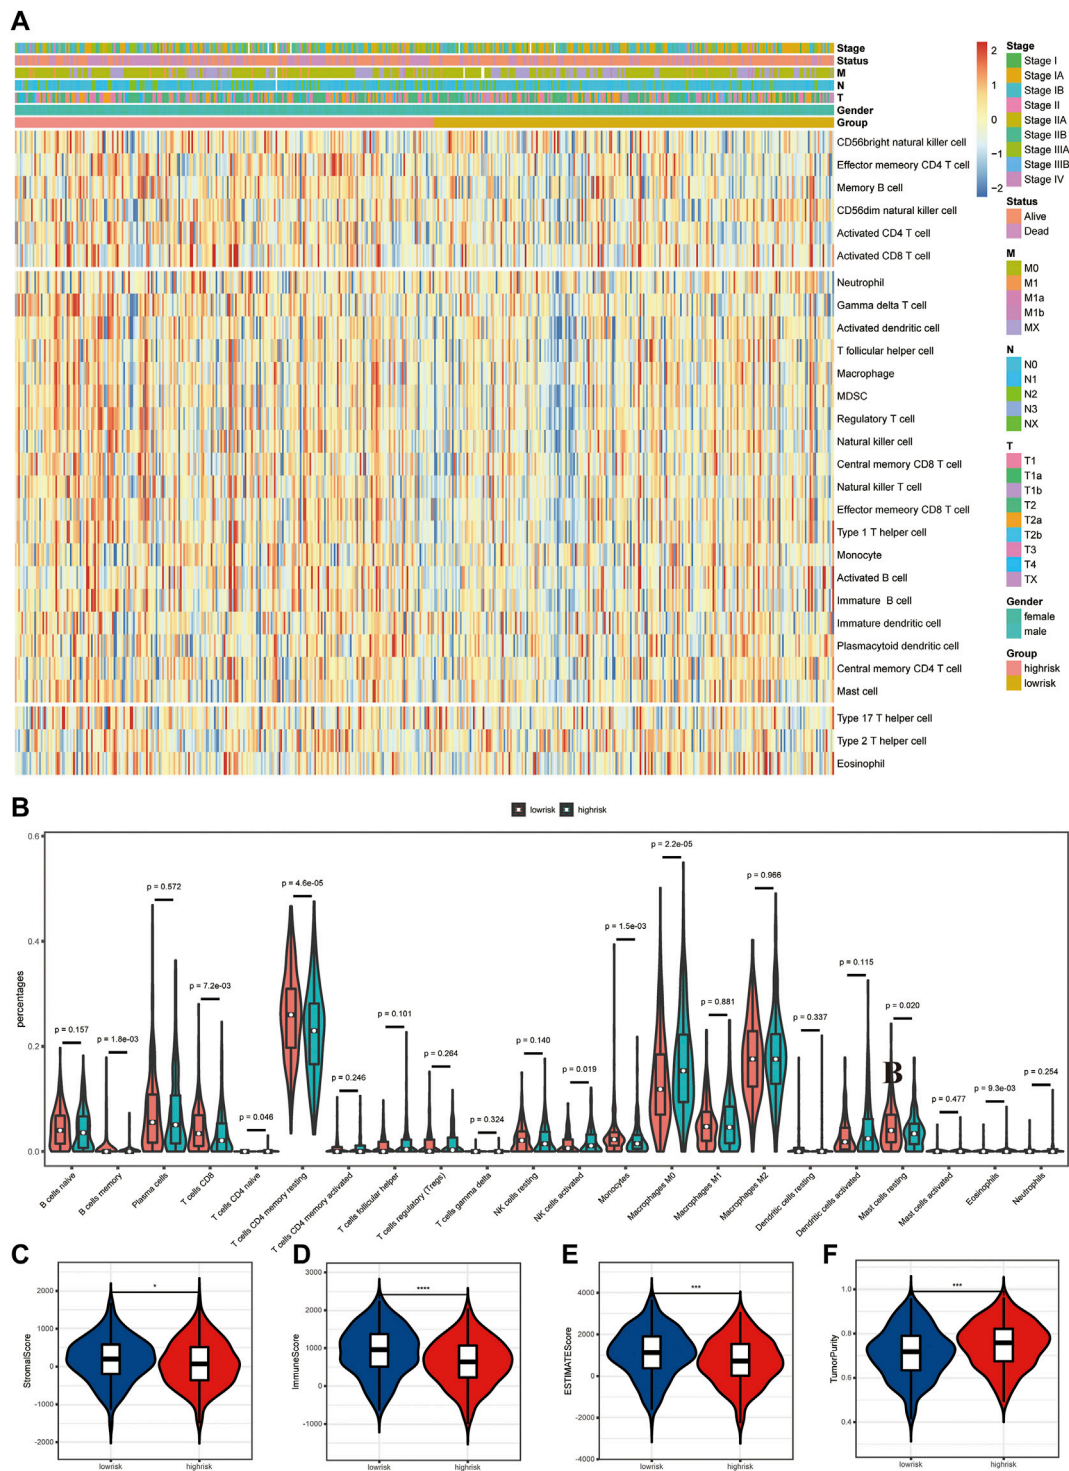 A
Stage
Status
M
N
T
Gender
Group
CD56bright natural killer cell
Effector memeory CD4 T cell
Memory B cell
CD56dim natural killer cell
Activated CD4 T cell
Activated CD8 T cell
Neutrophil
Gamma delta T cell
Activated dendritic cell
T follicular helper cell
Macrophage
MDSC
Regulatory T cell
Natural killer cell
Central memory CD8 T cell
Natural killer T cell
Effector memeory CD8 T cell
Type 1 T helper cell
Monocyte
Activated B cell
Immature B cell
Immature dendritic cell
Plasmacytoid dendritic cell
Central memory CD4 T cell
Mast cell
Type 17 T helper cell
Type 2 T helper cell
Eosinophil
2
1
0
−1
−2
Stage
Stage I
Stage IA
Stage IB
Stage II
Stage IIA
Stage IIB
Stage IIIA
Stage IIIB
Stage IV
Status
Alive
Dead
M
M0
M1
M1a
M1b
MX
N
N0
N1
N2
N3
NX
T
T1
T1a
T1b
T2
T2a
T2b
T3
T4
TX
Gender
female
male
Group
highrisk
lowrisk
B
lowrisk highrisk
percentages
0.6
0.4
0.2
0.0
p = 0.157
p = 1.8e-03
p = 0.572
p = 7.2e-03
p = 0.046
p = 4.6e-05
p = 0.246
p = 0.101
p = 0.264
p = 0.324
p = 0.140
p = 0.019
p = 1.5e-03
p = 2.2e-05
p = 0.881
p = 0.966
p = 0.337
p = 0.115
p = 0.020
p = 0.477
p = 9.3e-03
p = 0.254
B
B cells naive
B cells memory
Plasma cells
T cells CD8
T cells CD4 naive
T cells CD4 memory resting
T cells CD4 memory activated
T cells follicular helper
T cells regulatory (Tregs)
T cells gamma delta
NK cells resting
NK cells activated
Monocytes
Macrophages M0
Macrophages M1
Macrophages M2
Dendritic cells resting
Dendritic cells activated
Mast cells resting
Mast cells activated
Eosinophils
Neutrophils
C
StromalScore
2000
1000
0
-1000
-2000
*
lowrisk highrisk
D
ImmuneScore
3000
2000
1000
0
-1000
****
lowrisk highrisk
E
ESTIMATEScore
4000
2000
0
-2000
-4000
***
lowrisk highrisk
F
TumorPurity
1.0
0.8
0.6
0.4
***
lowrisk highrisk